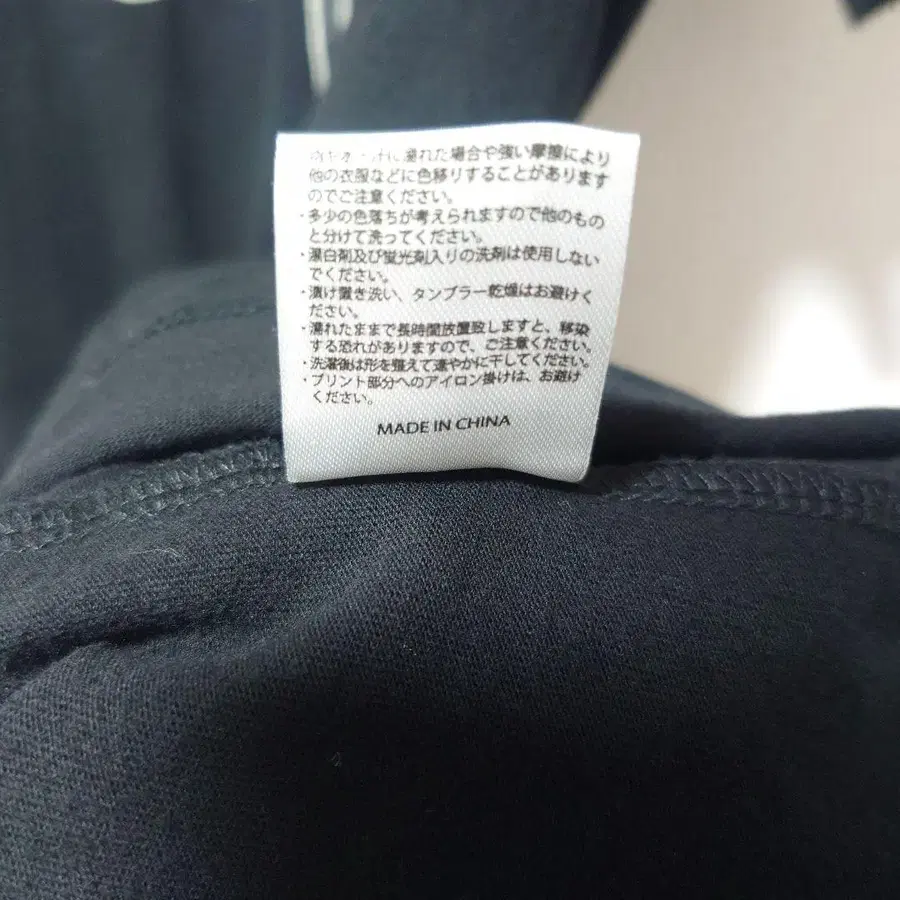 に濡れた場合や強い摩擦により
他の衣服などに色移りすることがあります
のでご注意ください。
・多少の色落ちが考えられますので他のもの
と分けて洗ってください。
・漂白剤及び蛍光剤入りの洗剤は使用しない
でください。
・漬け置き洗い、タンブラー乾燥はお避けく
ださい。
・濡れたままで長時間放置致しますと、移染
する恐れがありますので、ご注意ください。
・洗濯後は形を整えて速やかに干してください。
・プリント部分へのアイロン掛けは、お避け
ください。
MADE IN CHINA